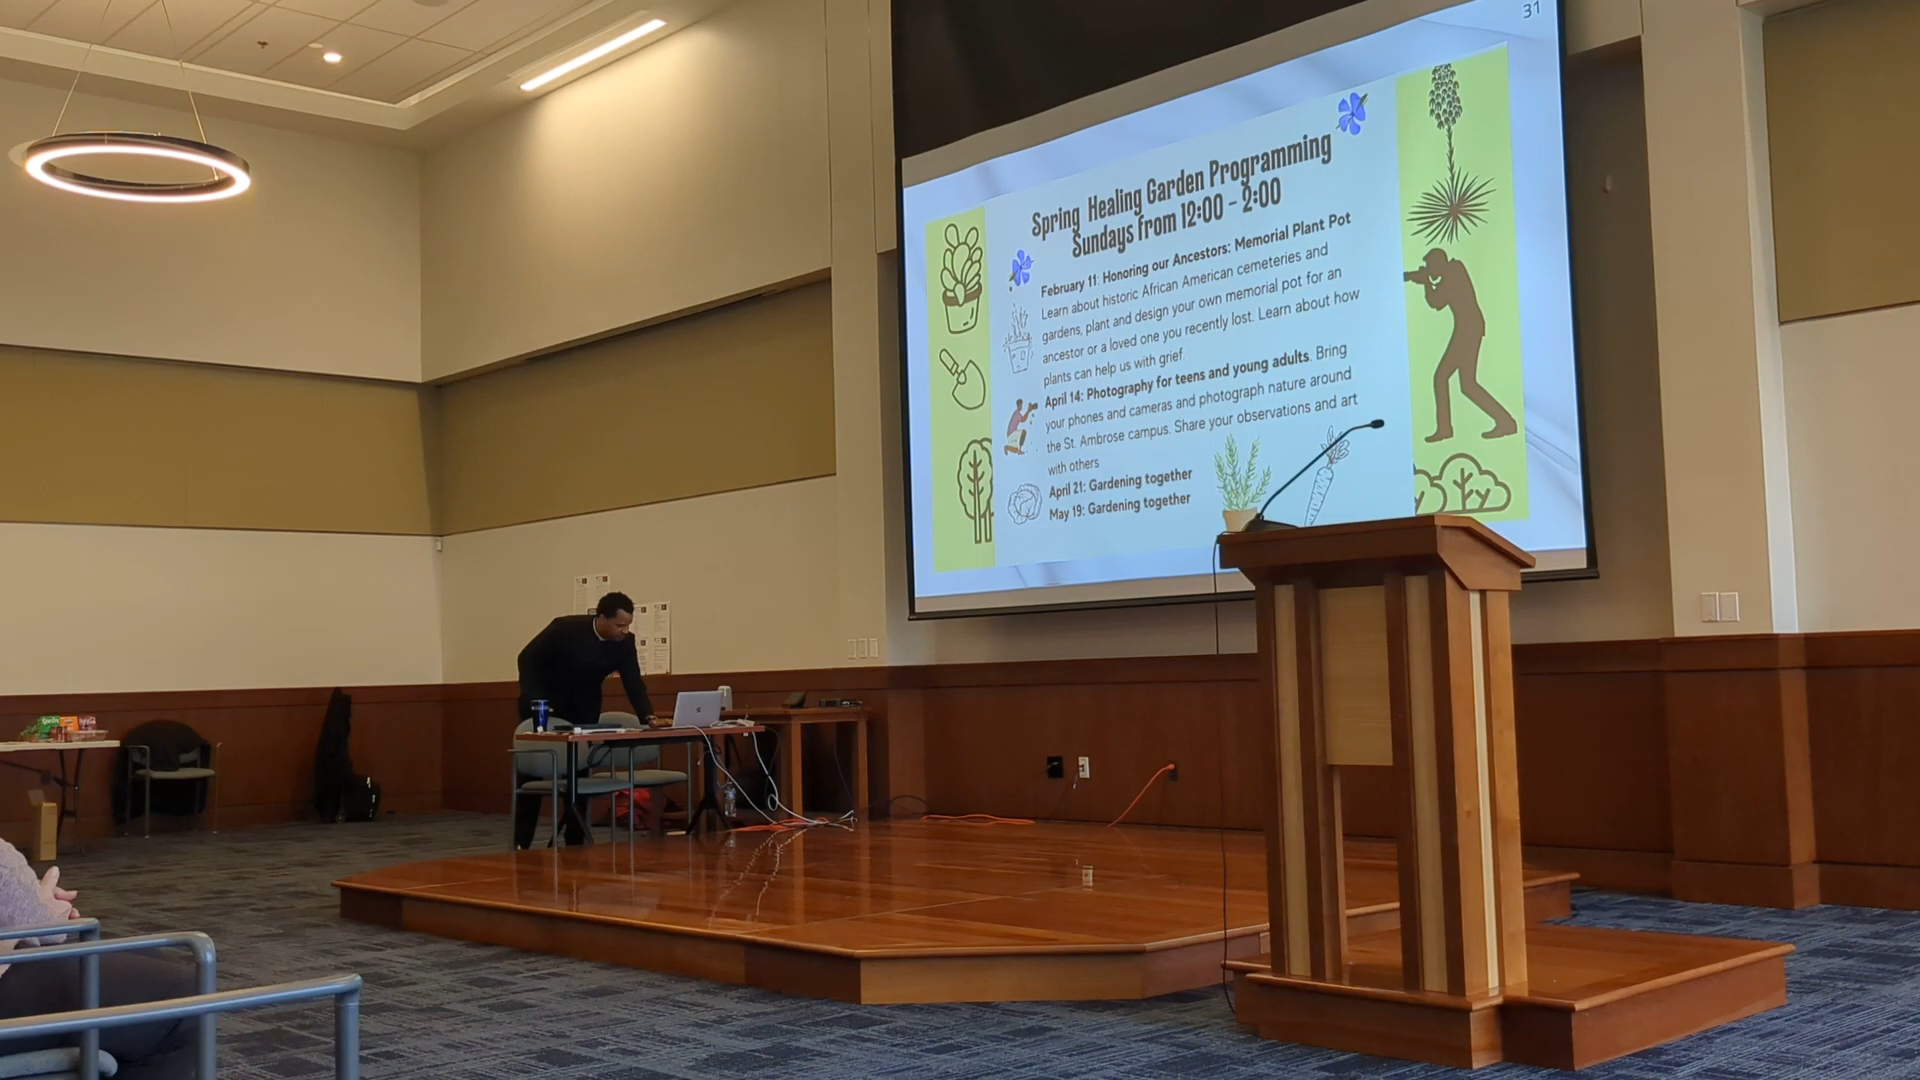 31
Spring Healing Garden Programming
Sundays from 12:00 - 2:00
February 11: Honoring our Ancestors: Memorial Plant Pot
Learn about historic African American cemeteries and
gardens, plant and design your own memorial pot for an
ancestor or a loved one you recently lost. Learn about how
plants can help us with grief.
April 14: Photography for teens and young adults. Bring
your phones and cameras and photograph nature around
the St. Ambrose campus. Share your observations and art
with others
April 21: Gardening together
May 19: Gardening together